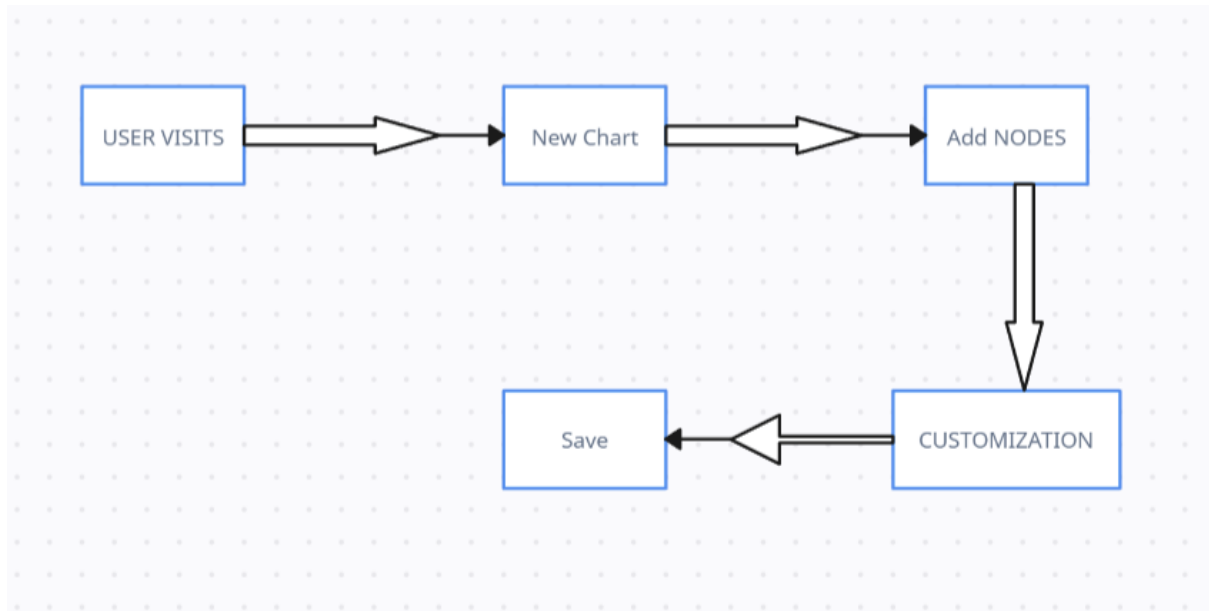 USER VISITS
New Chart
Add NODES
Save
CUSTOMIZATION